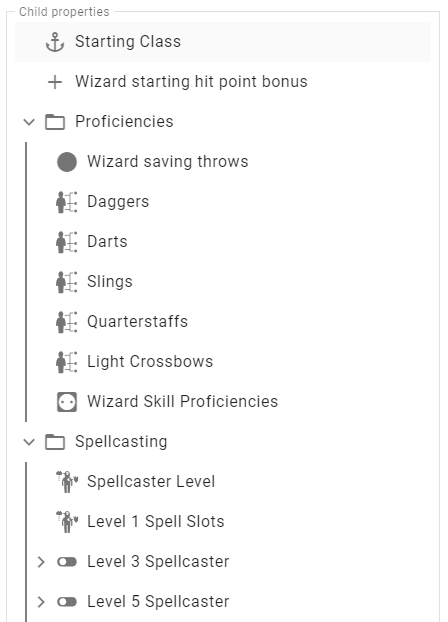 Child properties
Starting Class
Wizard starting hit point bonus
Proficiencies
Wizard saving throws
Daggers
Darts
Slings
Quarterstaffs
Light Crossbows
Wizard Skill Proficiencies
Spellcasting
Spellcaster Level
Level 1 Spell Slots
Level 3 Spellcaster
Level 5 Spellcaster